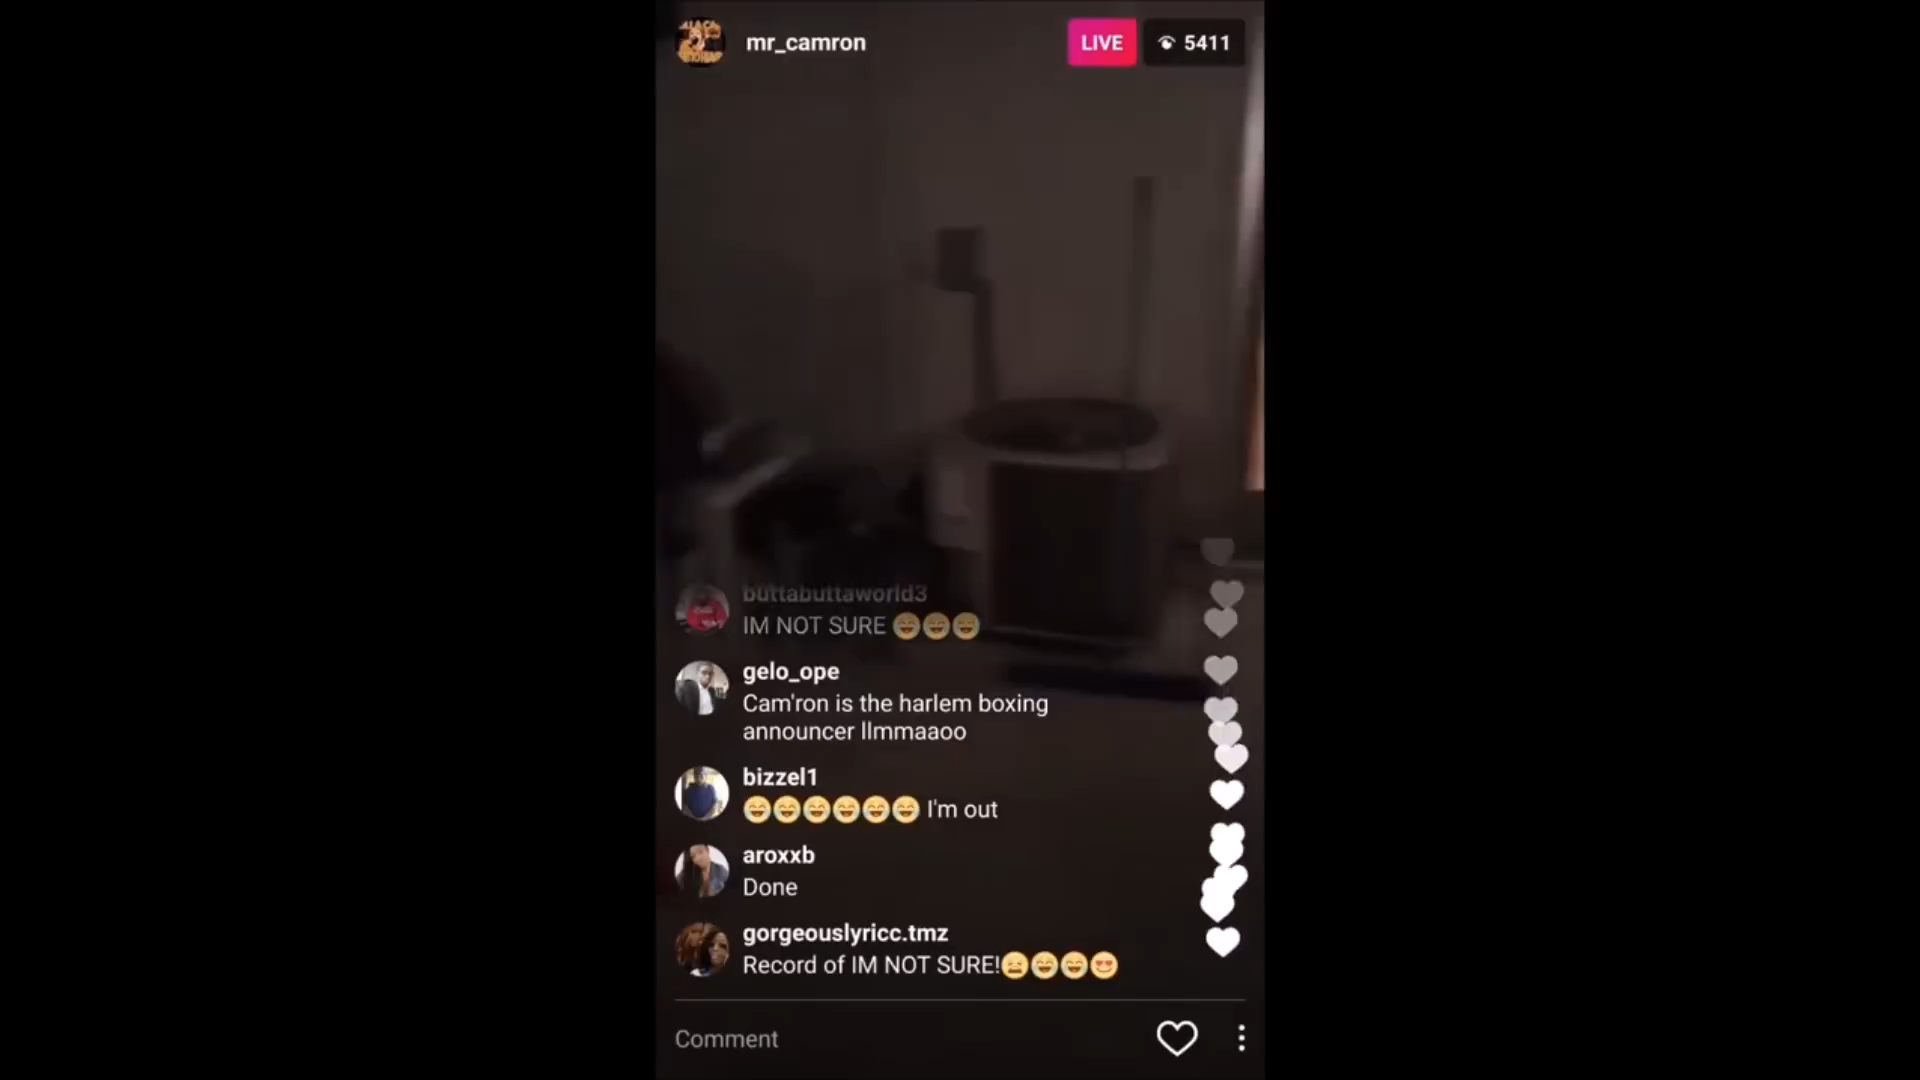 mr_camron
LIVE
5411
buttabuttaworld3
IM NOT SURE 😂😂😂
gelo_ope
Cam'ron is the harlem boxing
announcer llmmaaoo
bizzel1
😂😂😂😂😂😂 I'm out
aroxxb
Done
gorgeouslyricc.tmz
Record of IM NOT SURE!😩😂😂😍
Comment